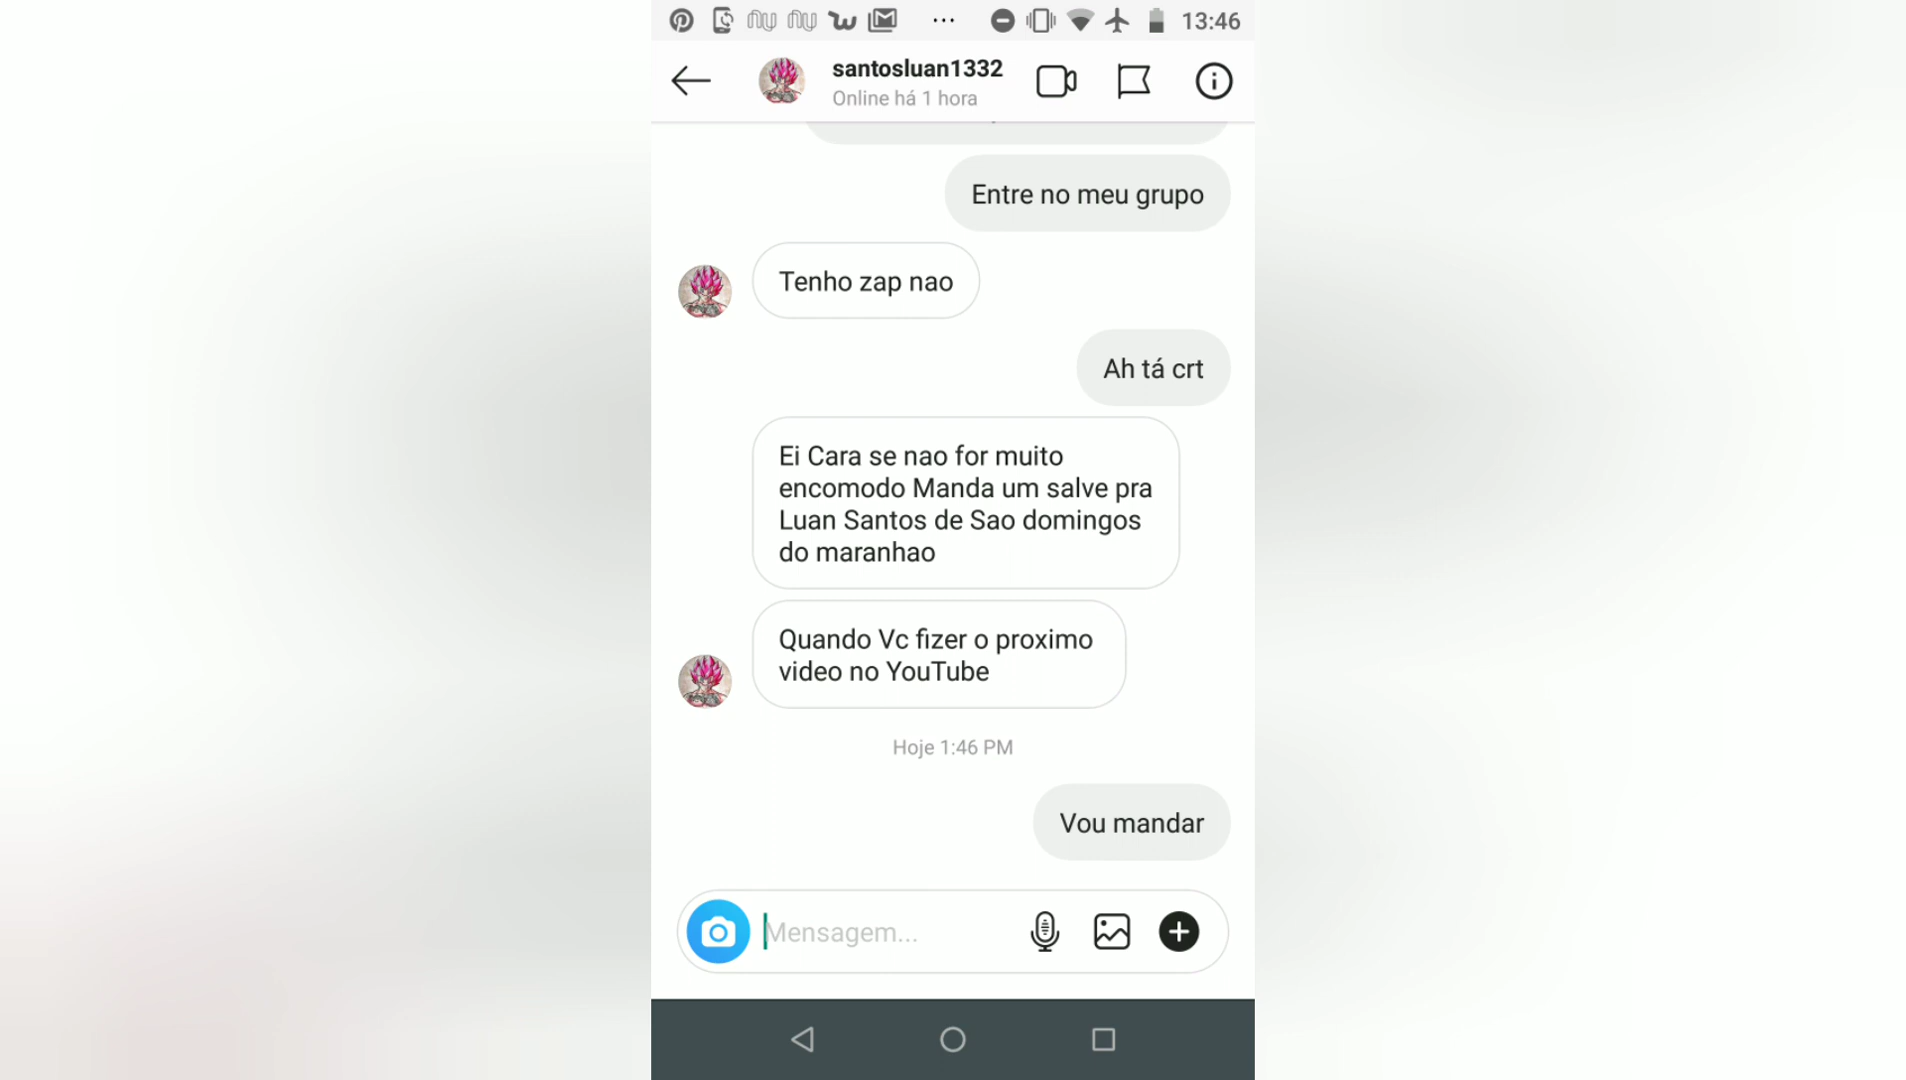 13:46
santosluan1332
Online há 1 hora
Entre no meu grupo
Tenho zap nao
Ah tá crt
Ei Cara se nao for muito
encomodo Manda um salve pra
Luan Santos de Sao domingos
do maranhao
Quando Vc fizer o proximo
video no YouTube
Hoje 1:46 PM
Vou mandar
Mensagem...